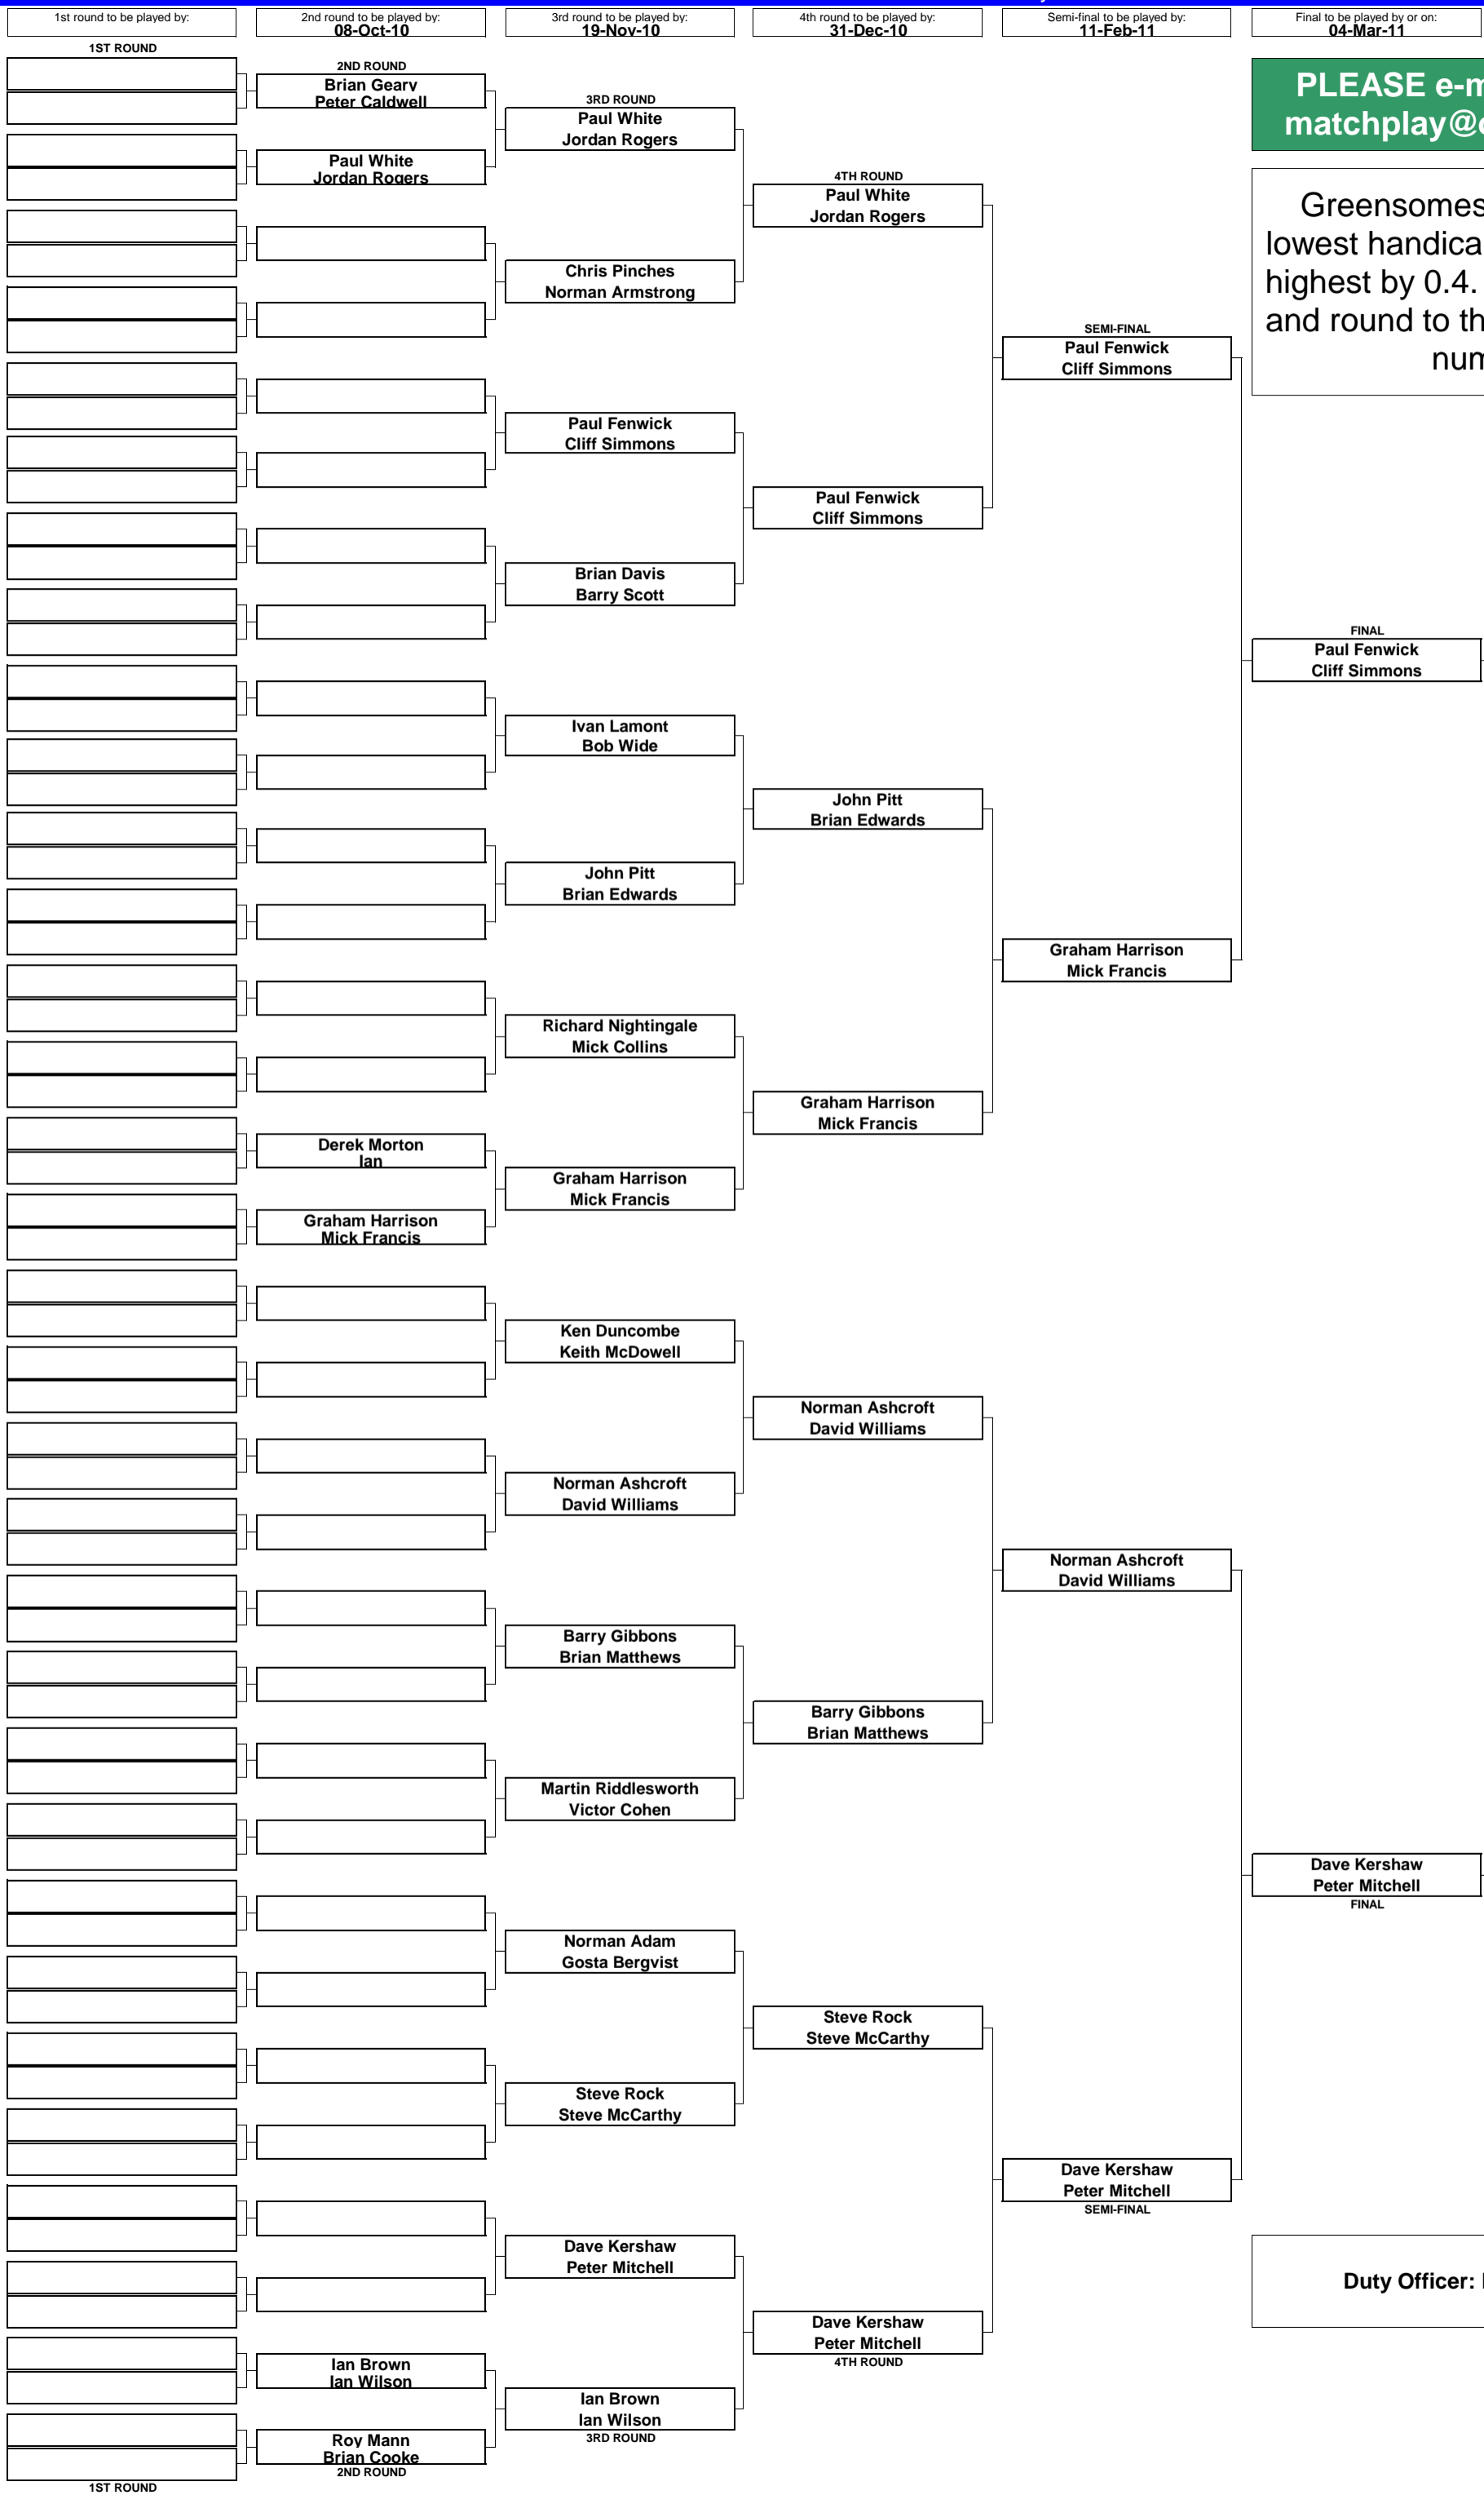 1st round to be played by:
2nd round to be played by:
08-Oct-10
3rd round to be played by:
19-Nov-10
4th round to be played by:
31-Dec-10
Semi-final to be played by:
11-Feb-11
Final to be played by or on:
04-Mar-11
1ST ROUND
2ND ROUND
Brian Geary
Peter Caldwell
Paul White
Jordan Rogers
Derek Morton
Ian
Graham Harrison
Mick Francis
Ian Brown
Ian Wilson
Roy Mann
Brian Cooke
2ND ROUND
1ST ROUND
3RD ROUND
Paul White
Jordan Rogers
Chris Pinches
Norman Armstrong
Paul Fenwick
Cliff Simmons
Brian Davis
Barry Scott
Ivan Lamont
Bob Wide
John Pitt
Brian Edwards
Richard Nightingale
Mick Collins
Graham Harrison
Mick Francis
Ken Duncombe
Keith McDowell
Norman Ashcroft
David Williams
Barry Gibbons
Brian Matthews
Martin Riddlesworth
Victor Cohen
Norman Adam
Gosta Bergvist
Steve Rock
Steve McCarthy
Dave Kershaw
Peter Mitchell
Ian Brown
Ian Wilson
3RD ROUND
4TH ROUND
Paul White
Jordan Rogers
Paul Fenwick
Cliff Simmons
John Pitt
Brian Edwards
Graham Harrison
Mick Francis
Norman Ashcroft
David Williams
Barry Gibbons
Brian Matthews
Steve Rock
Steve McCarthy
Dave Kershaw
Peter Mitchell
4TH ROUND
SEMI-FINAL
Paul Fenwick
Cliff Simmons
Graham Harrison
Mick Francis
Norman Ashcroft
David Williams
Dave Kershaw
Peter Mitchell
SEMI-FINAL
PLEASE e-m
matchplay@
Greensomes
lowest handica
highest by 0.4.
and round to th
num
FINAL
Paul Fenwick
Cliff Simmons
Dave Kershaw
Peter Mitchell
FINAL
Duty Officer: